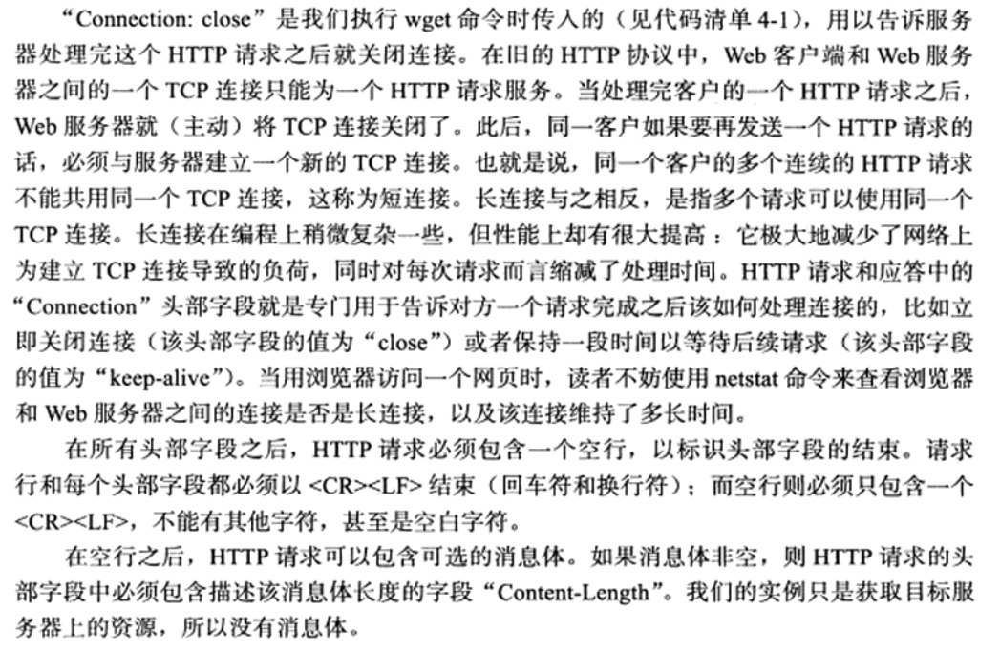 “Connection: close”是我们执行 wget 命令时传入的（见代码清单 4-1），用以告诉服务
器处理完这个 HTTP 请求之后就关闭连接。在旧的 HTTP 协议中，Web 客户端和 Web 服务
器之间的一个 TCP 连接只能为一个 HTTP 请求服务。当处理完客户的一个 HTTP 请求之后，
Web 服务器就（主动）将 TCP 连接关闭了。此后，同一客户如果要再发送一个 HTTP 请求的
话，必须与服务器建立一个新的 TCP 连接。也就是说，同一个客户的多个连续的 HTTP 请求
不能共用同一个 TCP 连接，这称为短连接。长连接与之相反，是指多个请求可以使用同一个
TCP 连接。长连接在编程上稍微复杂一些，但性能上却有很大提高：它极大地减少了网络上
为建立 TCP 连接导致的负荷，同时对每次请求而言缩减了处理时间。HTTP 请求和应答中的
“Connection”头部字段就是专门用于告诉对方一个请求完成之后该如何处理连接的，比如立
即关闭连接（该头部字段的值为“close”）或者保持一段时间以等待后续请求（该头部字段
的值为“keep-alive”）。当用浏览器访问一个网页时，读者不妨使用 netstat 命令来查看浏览器
和 Web 服务器之间的连接是否是长连接，以及该连接维持了多长时间。
在所有头部字段之后，HTTP 请求必须包含一个空行，以标识头部字段的结束。请求
行和每个头部字段都必须以 <CR><LF> 结束（回车符和换行符）；而空行则必须只包含一个
<CR><LF>，不能有其他字符，甚至是空白字符。
在空行之后，HTTP 请求可以包含可选的消息体。如果消息体非空，则 HTTP 请求的头
部字段中必须包含描述该消息体长度的字段“Content-Length”。我们的实例只是获取目标服
务器上的资源，所以没有消息体。